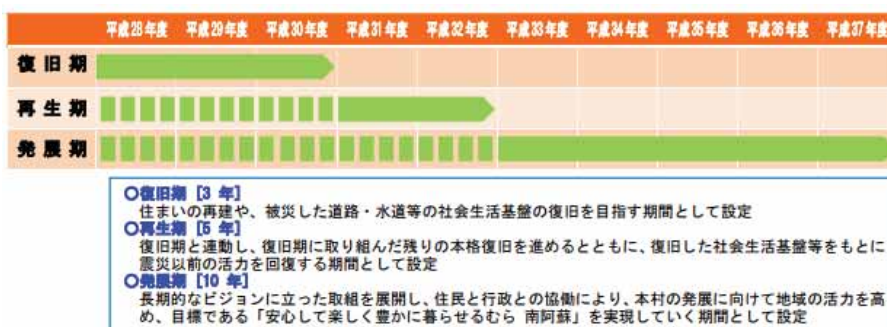 平成28年度 平成29年度 平成30年度 平成31年度 平成32年度 平成33年度 平成34年度 平成35年度 平成36年度 平成37年度
復旧期
再生期
発展期
○復旧期 [3 年]
住まいの再建や、被災した道路・水道等の社会生活基盤の復旧を目指す期間として設定
○再生期 [5 年]
復旧期と連動し、復旧期に取り組んだ残りの本格復旧を進めるとともに、復旧した社会生活基盤等をもとに
震災以前の活力を回復する期間として設定
○発展期 [10 年]
長期的なビジョンに立った取組を展開し、住民と行政との協働により、本村の発展に向けて地域の活力を高
め、目標である「安心して楽しく豊かに暮らせるむら 南阿蘇」を実現していく期間として設定